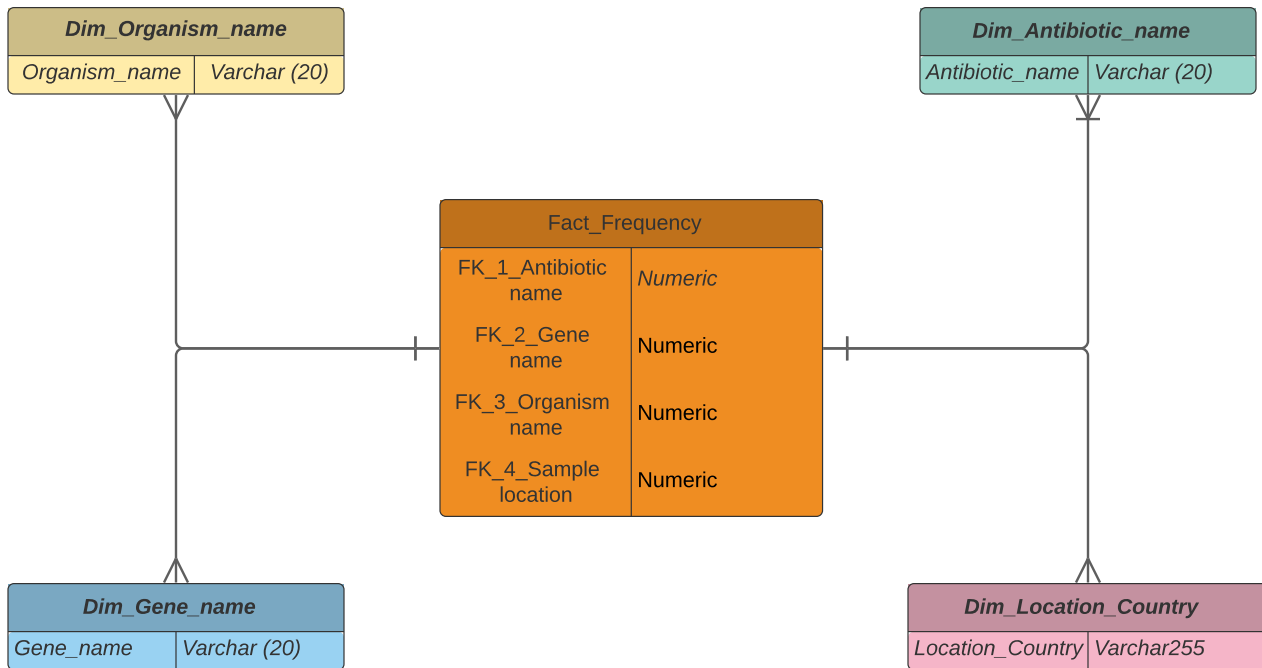 Dim_Organism_name
Organism_name Varchar (20)
Dim_Antibiotic_name
Antibiotic_name Varchar (20)
Fact_Frequency
FK_1_Antibiotic
name
Numeric
FK_2_Gene
name
Numeric
FK_3_Organism
name
Numeric
FK_4_Sample
location
Numeric
Dim_Gene_name
Gene_name Varchar (20)
Dim_Location_Country
Location_Country Varchar255